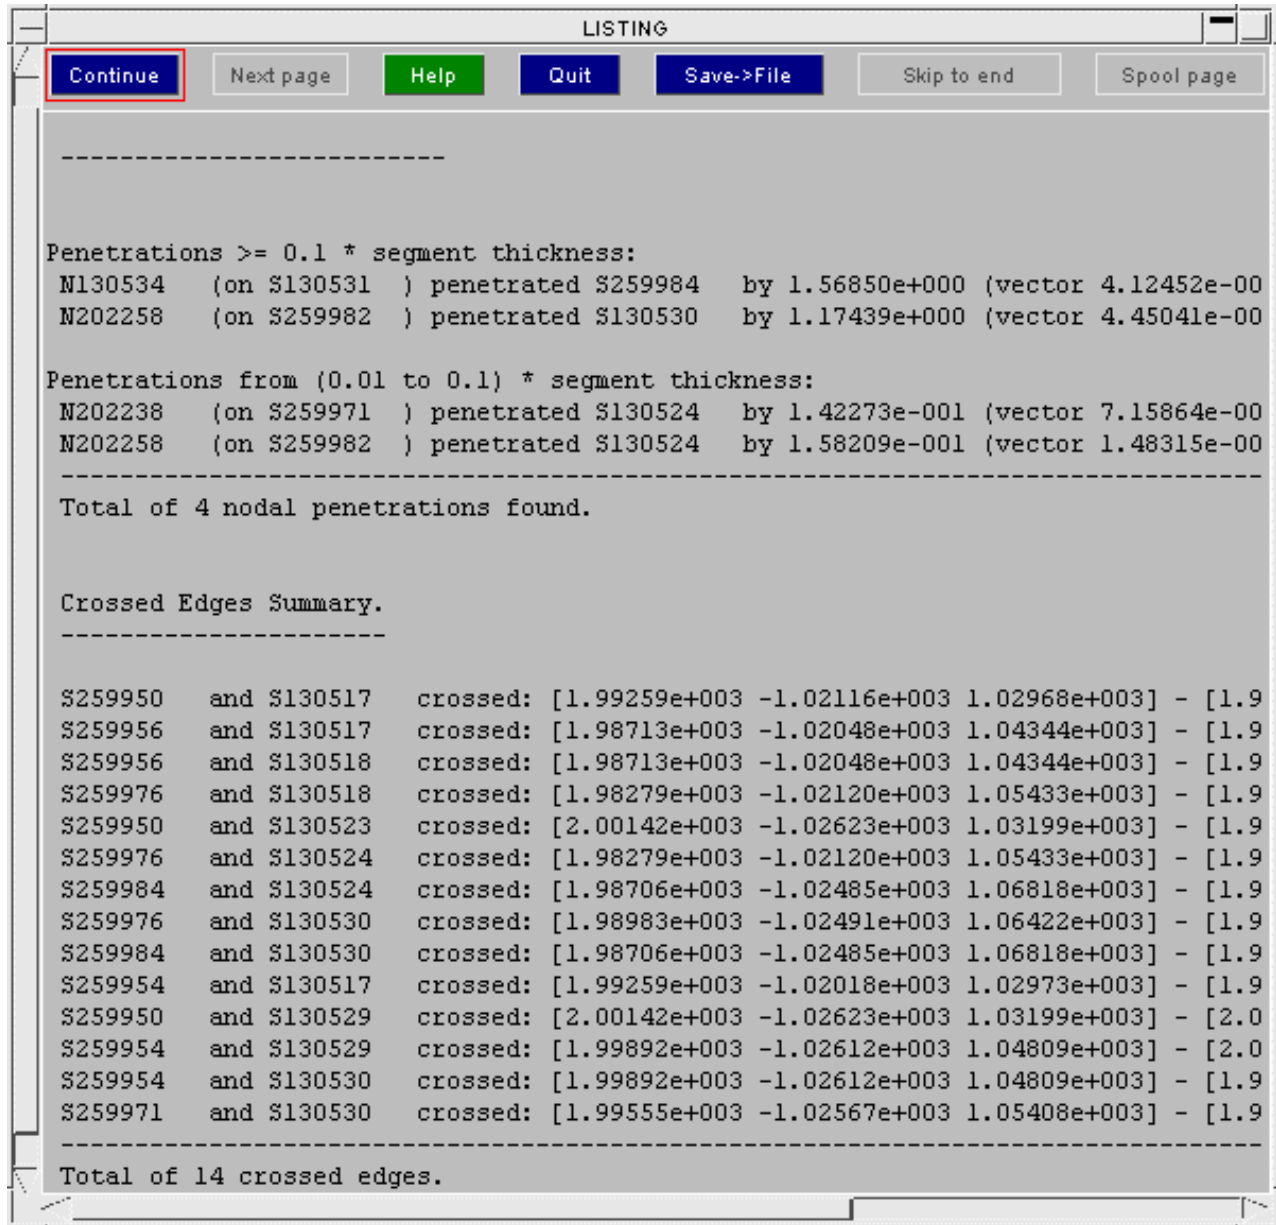 LISTING
Continue Next page Help Quit Save->File Skip to end Spool page
--------------------------
Penetrations >= 0.1 * segment thickness:
N130534 (on S130531 ) penetrated S259984 by 1.56850e+000 (vector 4.12452e-00
N202258 (on S259982 ) penetrated S130530 by 1.17439e+000 (vector 4.45041e-00
Penetrations from (0.01 to 0.1) * segment thickness:
N202238 (on S259971 ) penetrated S130524 by 1.42273e-001 (vector 7.15864e-00
N202258 (on S259982 ) penetrated S130524 by 1.58209e-001 (vector 1.48315e-00
---------------------------------------------------------------------------------
Total of 4 nodal penetrations found.
Crossed Edges Summary.
----------------------
S259950 and S130517 crossed: [1.99259e+003 -1.02116e+003 1.02968e+003] - [1.9
S259956 and S130517 crossed: [1.98713e+003 -1.02048e+003 1.04344e+003] - [1.9
S259956 and S130518 crossed: [1.98713e+003 -1.02048e+003 1.04344e+003] - [1.9
S259976 and S130518 crossed: [1.98279e+003 -1.02120e+003 1.05433e+003] - [1.9
S259950 and S130523 crossed: [2.00142e+003 -1.02623e+003 1.03199e+003] - [1.9
S259976 and S130524 crossed: [1.98279e+003 -1.02120e+003 1.05433e+003] - [1.9
S259984 and S130524 crossed: [1.98706e+003 -1.02485e+003 1.06818e+003] - [1.9
S259976 and S130530 crossed: [1.98983e+003 -1.02491e+003 1.06422e+003] - [1.9
S259984 and S130530 crossed: [1.98706e+003 -1.02485e+003 1.06818e+003] - [1.9
S259954 and S130517 crossed: [1.99259e+003 -1.02018e+003 1.02973e+003] - [1.9
S259950 and S130529 crossed: [2.00142e+003 -1.02623e+003 1.03199e+003] - [2.0
S259954 and S130529 crossed: [1.99892e+003 -1.02612e+003 1.04809e+003] - [2.0
S259954 and S130530 crossed: [1.99892e+003 -1.02612e+003 1.04809e+003] - [1.9
S259971 and S130530 crossed: [1.99555e+003 -1.02567e+003 1.05408e+003] - [1.9
---------------------------------------------------------------------------------
Total of 14 crossed edges.